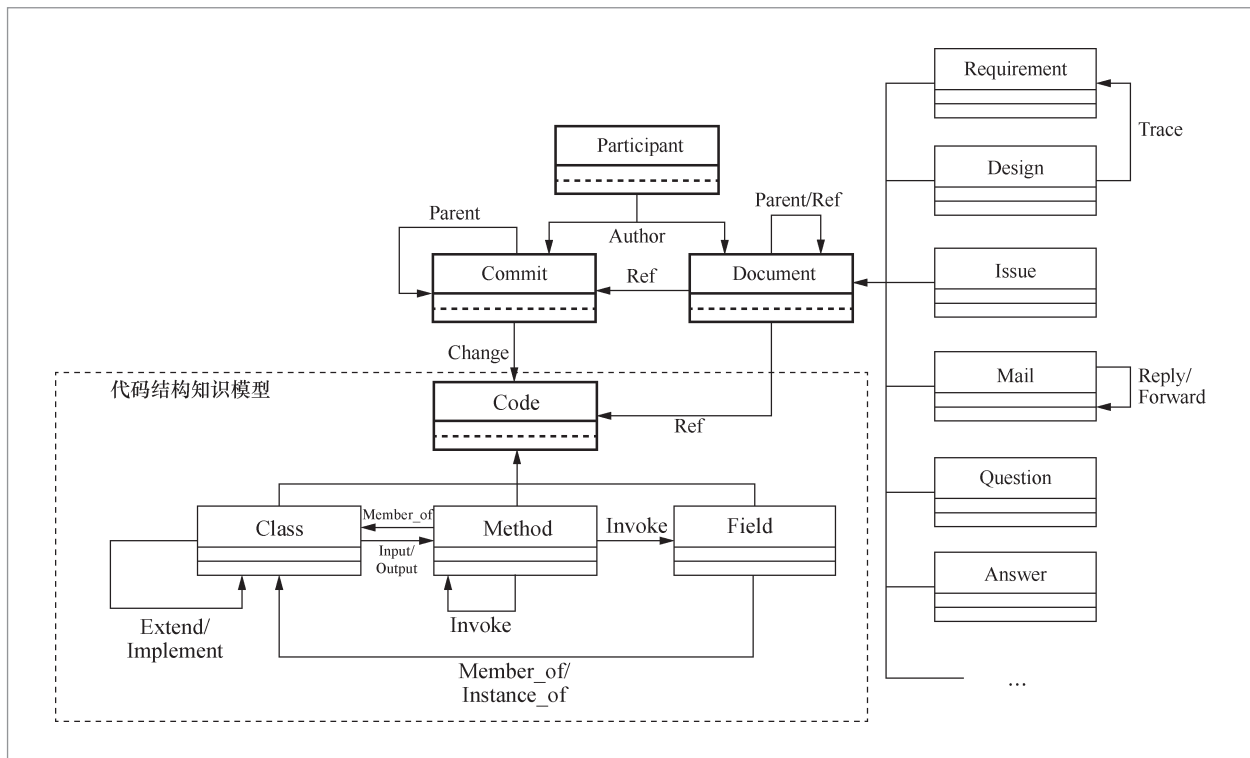 Requirement
Trace
Participant
Design
Parent/Ref
Parent
Author
Commit
Ref
Document
Issue
Change
代码结构知识模型
Code
Ref
Mail
Reply/
Forward
Question
Class
Member_of
Input/
Output
Method
Invoke
Field
Answer
Extend/
Implement
Invoke
Member_of/
Instance_of
...